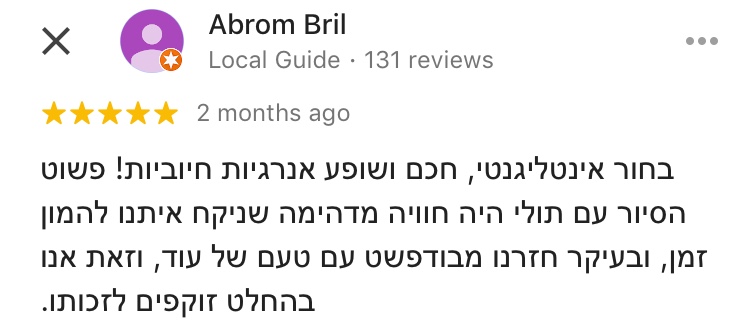 Abrom Bril
Local Guide · 131 reviews
2 months ago
בחור אינטליגנטי, חכם ושופע אנרגיות חיוביות! פשוט
הסיור עם תולי היה חוויה מדהימה שניקח איתנו להמון
זמן, ובעיקר חזרנו מבודפשט עם טעם של עוד, וזאת אנו
בהחלט זוקפים לזכותו.